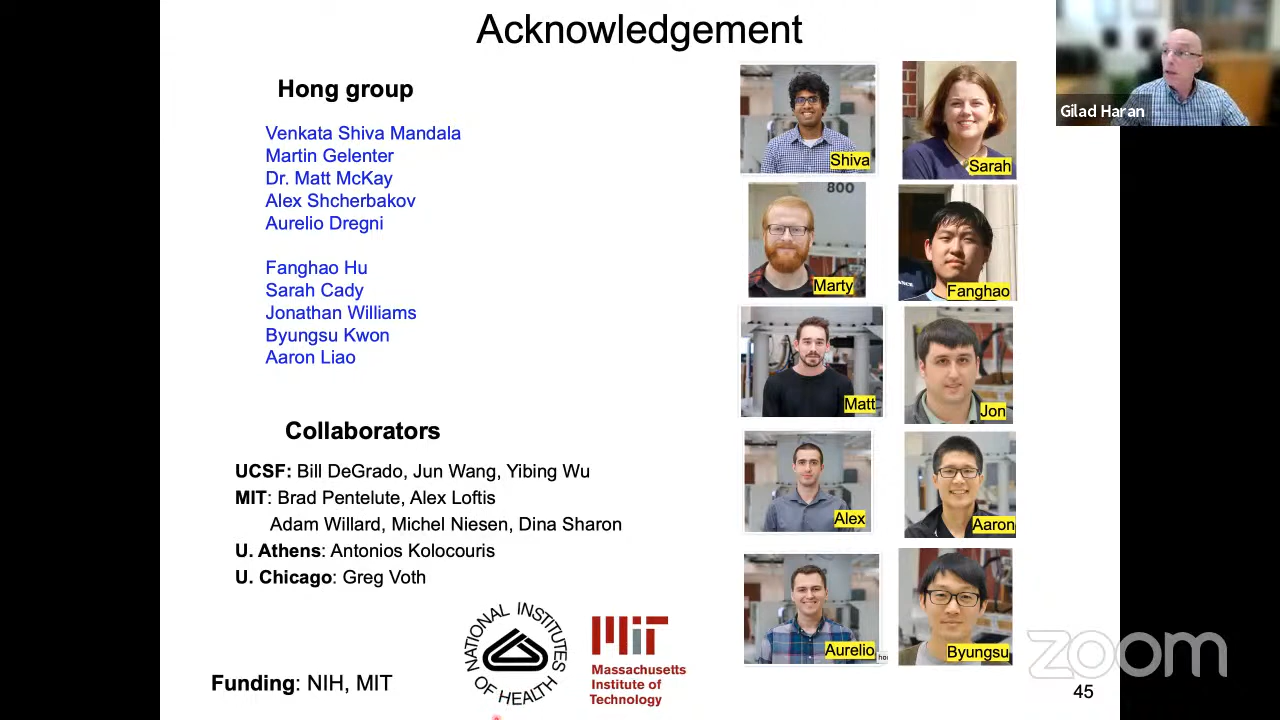 Acknowledgement
Hong group
Venkata Shiva Mandala
Martin Gelenter
Dr. Matt McKay
Alex Shcherbakov
Aurelio Dregni
Fanghao Hu
Sarah Cady
Jonathan Williams
Byungsu Kwon
Aaron Liao
Collaborators
UCSF: Bill DeGrado, Jun Wang, Yibing Wu
MIT: Brad Pentelute, Alex Loftis
Adam Willard, Michel Niesen, Dina Sharon
U. Athens: Antonios Kolocouris
U. Chicago: Greg Voth
Funding: NIH, MIT
NATIONAL INSTITUTES
OF HEALTH
MIT
Massachusetts
Institute of
Technology
Shiva
Sarah
800
Marty
Fanghao
Matt
Jon
Alex
Aaron
Aurelio
Byungsu
Gilad Haran
zoom
45